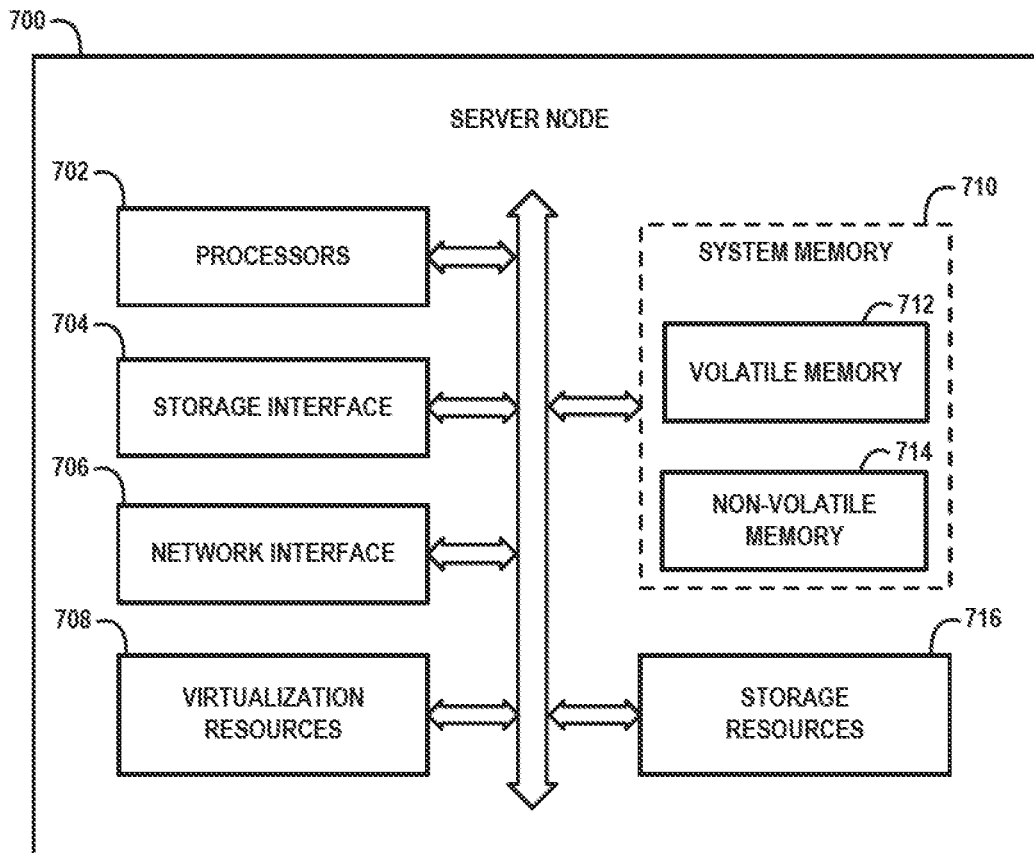 700
SERVER NODE
702
PROCESSORS
704
STORAGE INTERFACE
706
NETWORK INTERFACE
708
VIRTUALIZATION
RESOURCES
710
SYSTEM MEMORY
712
VOLATILE MEMORY
714
NON-VOLATILE
MEMORY
716
STORAGE
RESOURCES